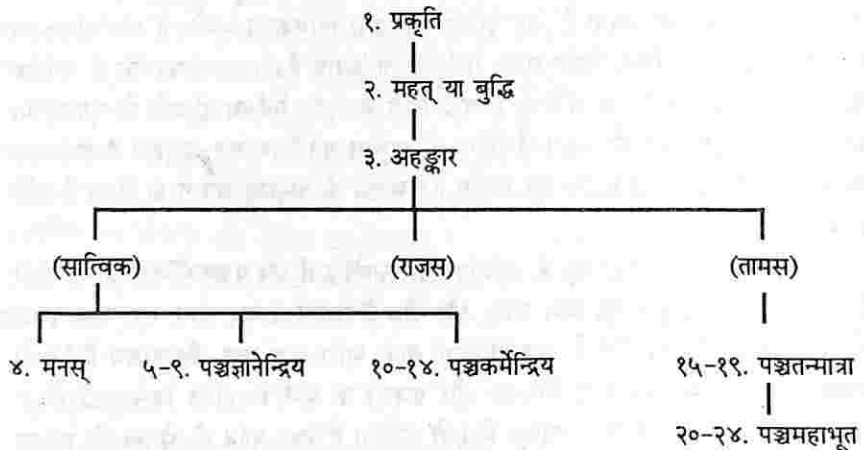 १. प्रकृति
२. महत् या बुद्धि
३. अहङ्कार
(सात्विक) (राजस) (तामस)
४. मनस् ५-९. पञ्चज्ञानेन्द्रिय १०-१४. पञ्चकर्मेन्द्रिय १५-१९. पञ्चतन्मात्रा
२०-२४. पञ्चमहाभूत